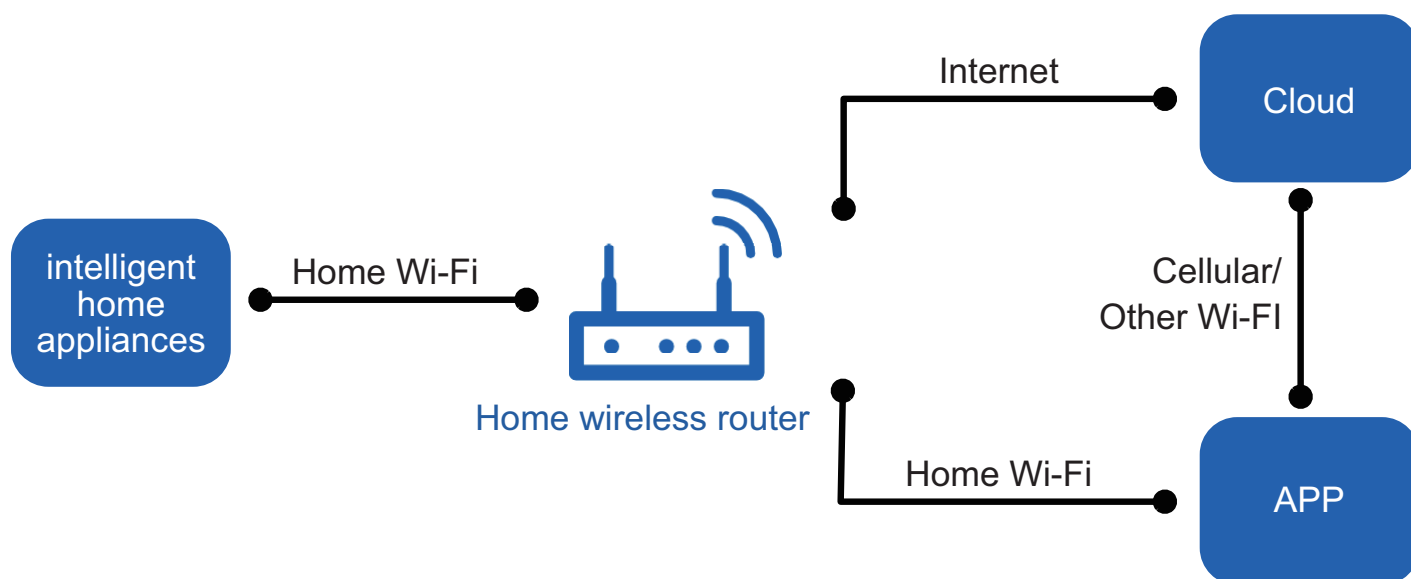 Internet
Cloud
intelligent
home
appliances
Home Wi-Fi
Cellular/
Other Wi-FI
Home wireless router
Home Wi-Fi
APP